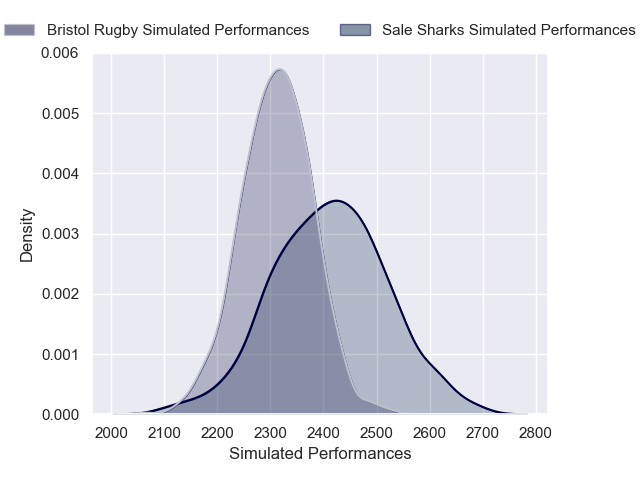 Bristol Rugby Simulated Performances Sale Sharks Simulated Performances
0.006
0.005
0.004
0.003
0.002
0.001
0.000
Density
2000 2100 2200 2300 2400 2500 2600 2700 2800
Simulated Performances